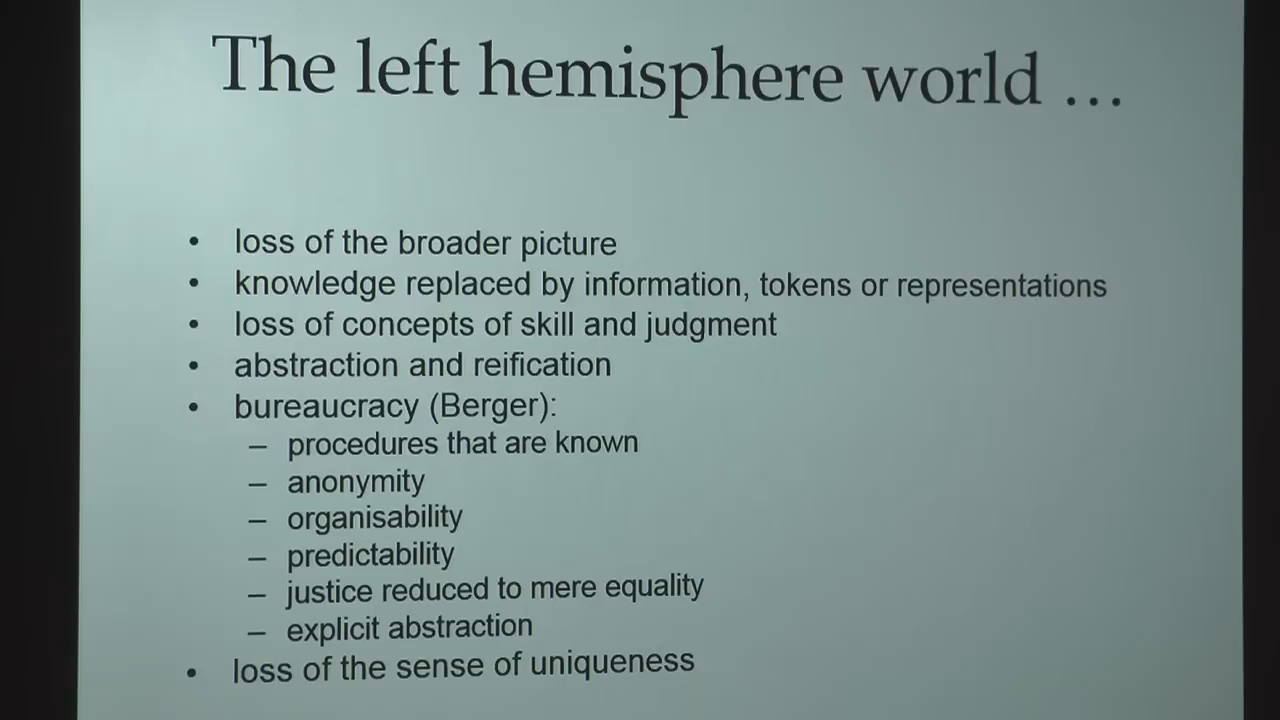 The left hemisphere world …
• loss of the broader picture
• knowledge replaced by information, tokens or representations
• loss of concepts of skill and judgment
• abstraction and reification
• bureaucracy (Berger):
– procedures that are known
– anonymity
– organisability
– predictability
– justice reduced to mere equality
– explicit abstraction
• loss of the sense of uniqueness